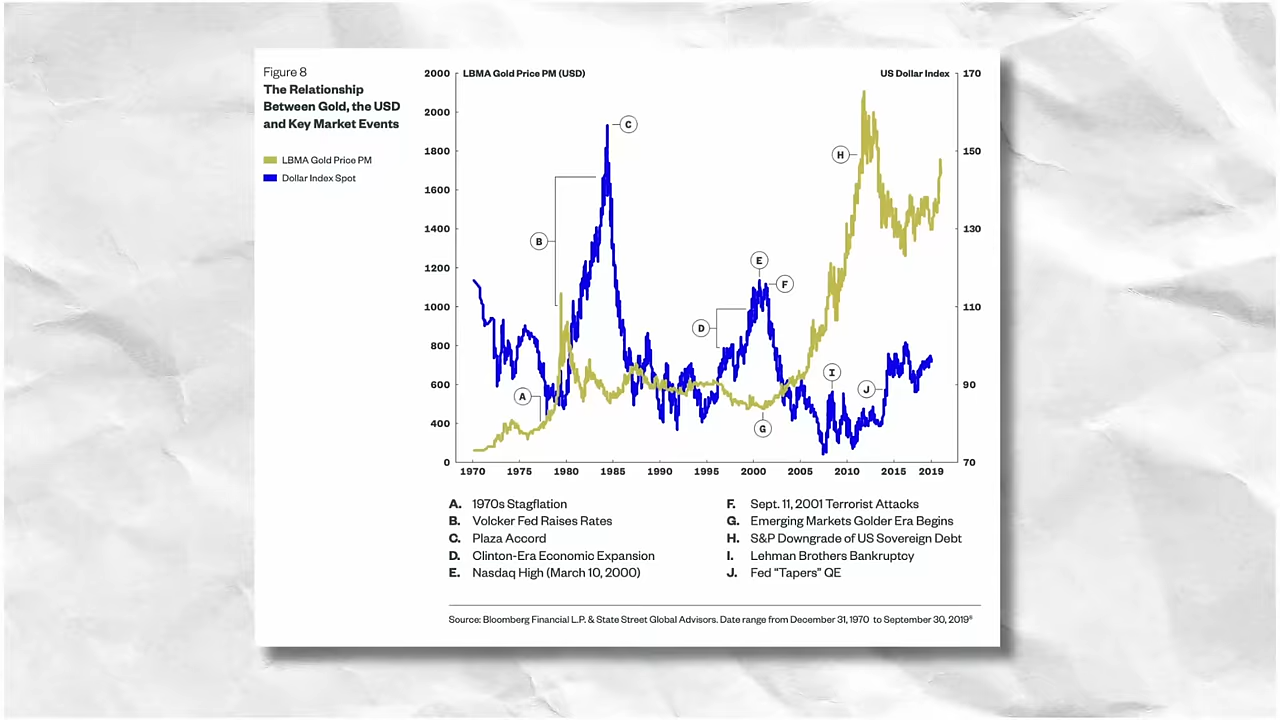 Figure 8
The Relationship
Between Gold, the USD
and Key Market Events
LBMA Gold Price PM
Dollar Index Spot
LBMA Gold Price PM (USD)
US Dollar Index
2000
2000
1800
1600
1400
1200
1000
800
600
400
0
170
150
130
110
90
70
A
B
C
D
E
F
G
H
I
J
1970 1975 1980 1985 1990 1995 2000 2005 2010 2015 2019
A. 1970s Stagflation
B. Volcker Fed Raises Rates
C. Plaza Accord
D. Clinton-Era Economic Expansion
E. Nasdaq High (March 10, 2000)
F. Sept. 11, 2001 Terrorist Attacks
G. Emerging Markets Golder Era Begins
H. S&P Downgrade of US Sovereign Debt
I. Lehman Brothers Bankruptcy
J. Fed “Tapers” QE
Source: Bloomberg Financial L.P. & State Street Global Advisors. Date range from December 31, 1970 to September 30, 2019⁸